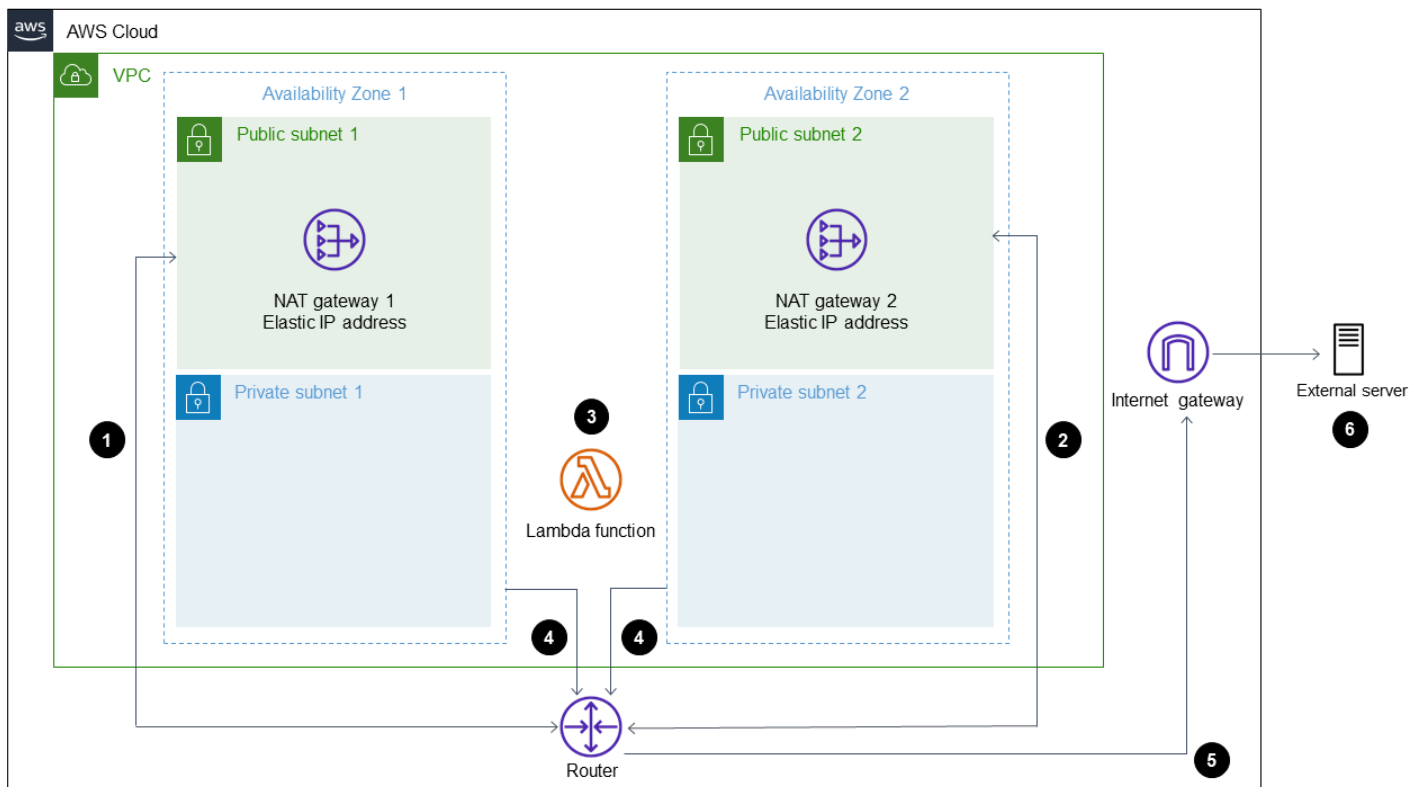 aws
AWS Cloud
VPC
Availability Zone 1
Availability Zone 2
Public subnet 1
Public subnet 2
NAT gateway 1
Elastic IP address
NAT gateway 2
Elastic IP address
Internet gateway
External server
6
Private subnet 1
Private subnet 2
1
3
2
Lambda function
4
4
Router
5